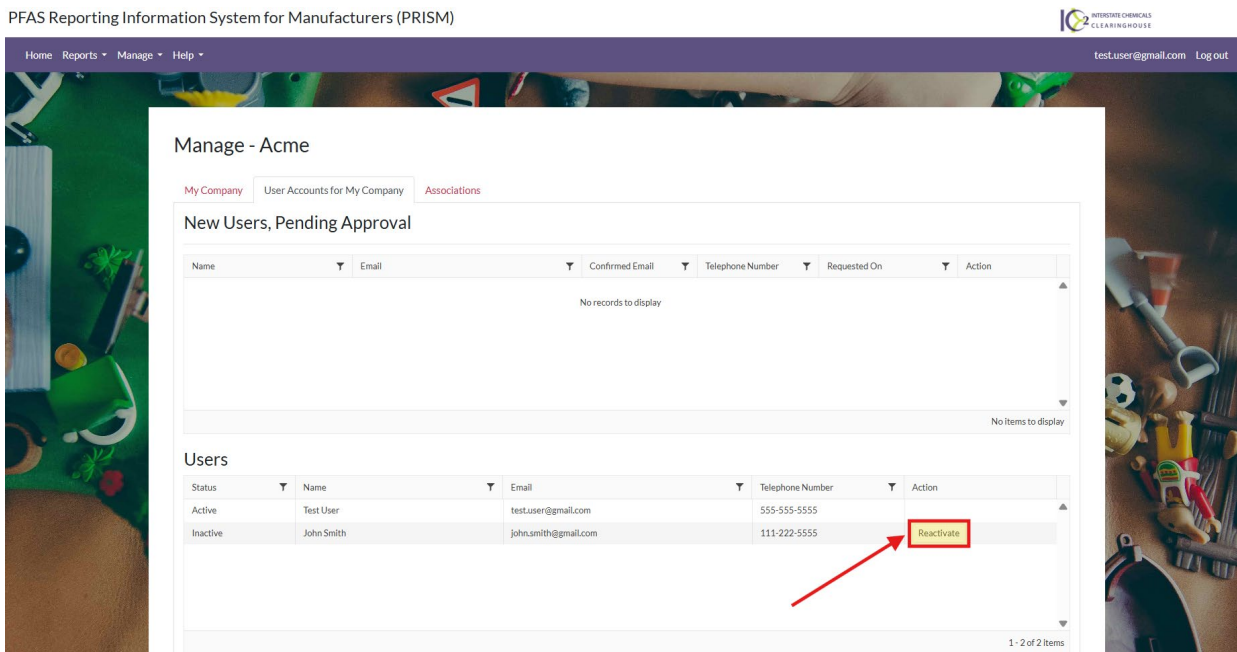 PFAS Reporting Information System for Manufacturers (PRISM)
IC2 INTERSTATE CHEMICALS
CLEARINGHOUSE
Home Reports Manage Help test.user@gmail.com Log out
Manage - Acme
My Company User Accounts for My Company Associations
New Users, Pending Approval
Name Email Confirmed Email Telephone Number Requested On Action
No records to display
No items to display
Users
Status Name Email Telephone Number Action
Active Test User test.user@gmail.com 555-555-5555
Inactive John Smith john.smith@gmail.com 111-222-5555 Reactivate
1 - 2 of 2 items